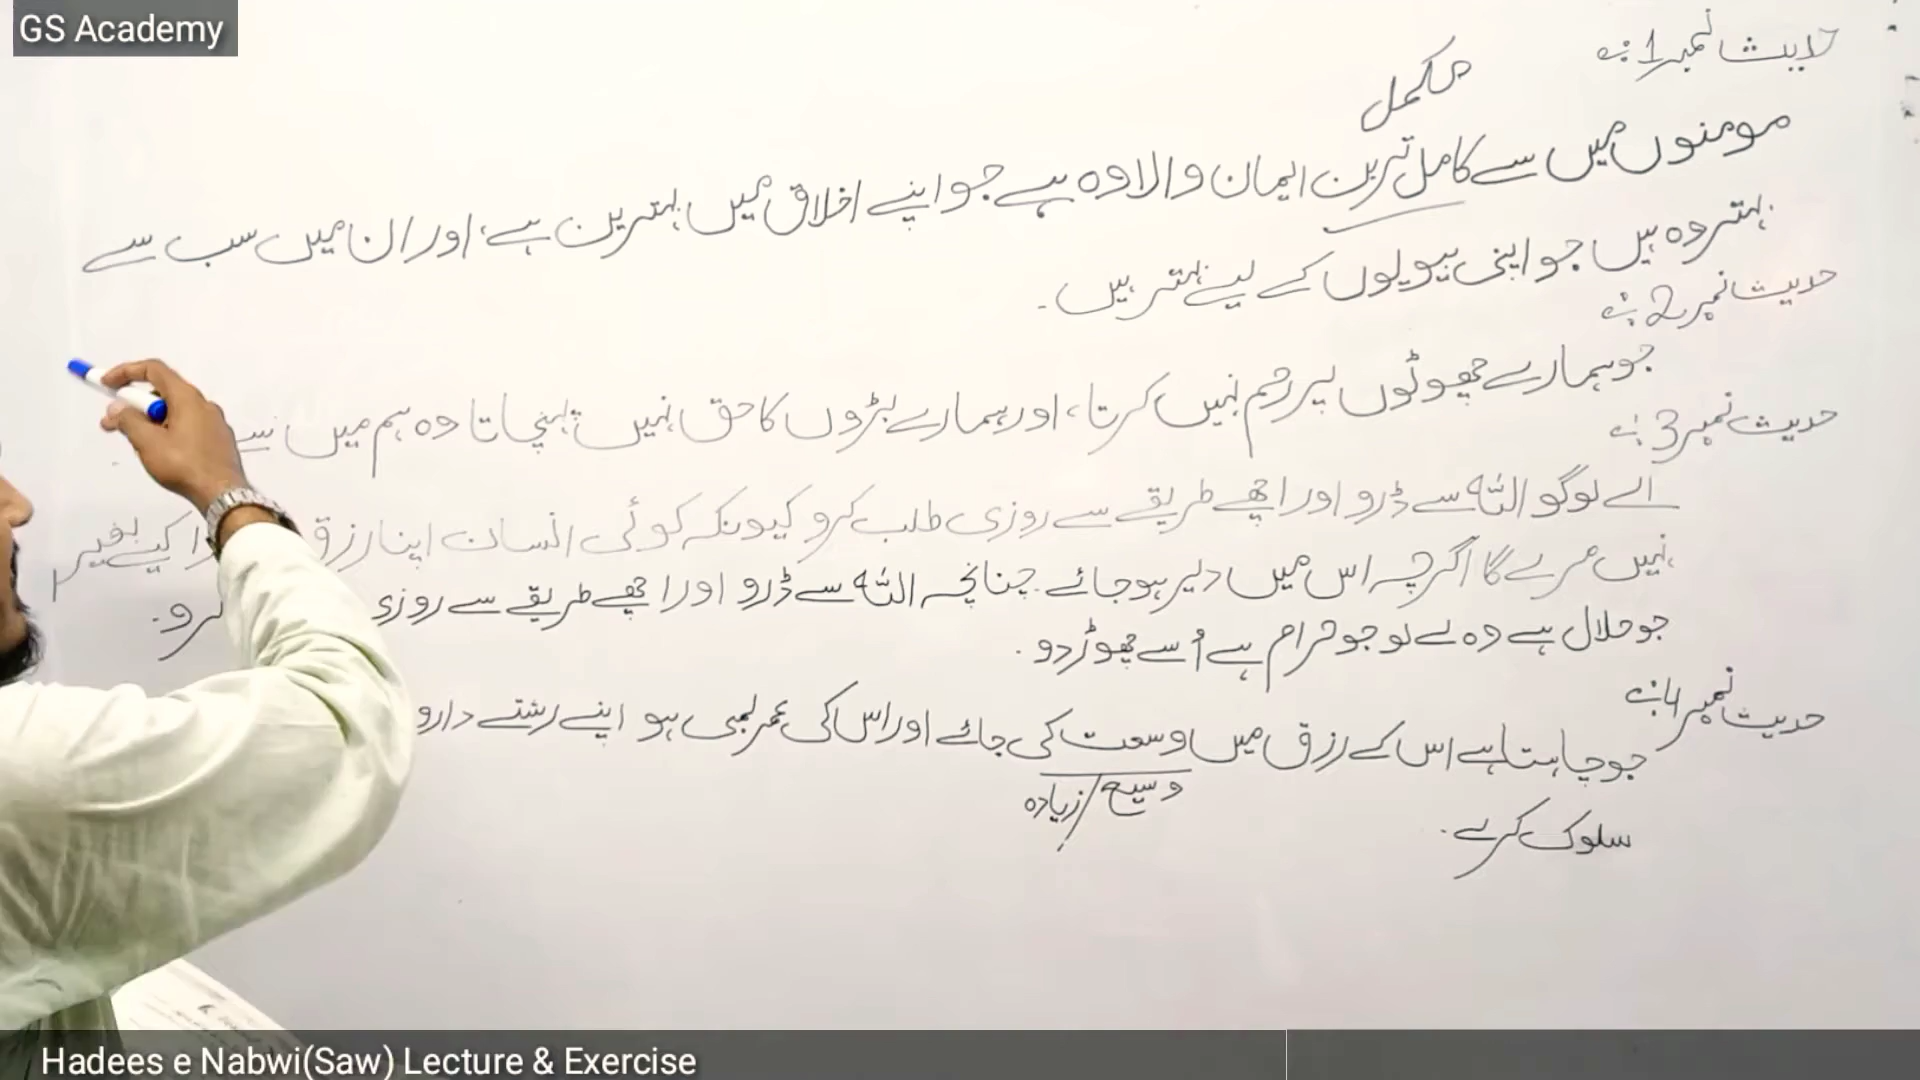 GS Academy
حدیث نمبر 1 :
مکمل
مومنوں میں سے کامل ترین ایمان والا وہ ہے جو اپنے اخلاق میں بہترین ہے، اور ان میں سب سے
بہتر وہ ہیں جو اپنی بیویوں کے لیے بہتر ہیں۔
حدیث نمبر 2 :
جو ہمارے چھوٹوں پر رحم نہیں کرتا، اور ہمارے بڑوں کا حق نہیں پہنچاتا وہ ہم میں سے
حدیث نمبر 3 :
اے لوگو اللہ سے ڈرو اور اچھے طریقے سے روزی طلب کرو کیونکہ کوئی انسان اپنا رزق کیے بغیر
نہیں مرے گا اگرچہ اس میں دیر ہو جائے۔ چنانچہ اللہ سے ڈرو اور اچھے طریقے سے روزی کرو۔
جو حلال ہے وہ لے لو جو حرام ہے اُسے چھوڑ دو۔
حدیث نمبر 4 :
جو چاہتا ہے اس کے رزق میں وسعت کی جائے اور اس کی عمر لمبی ہو اپنے رشتے دارو
وسیع/زیادہ
سلوک کرے۔
Hadees e Nabwi(Saw) Lecture & Exercise